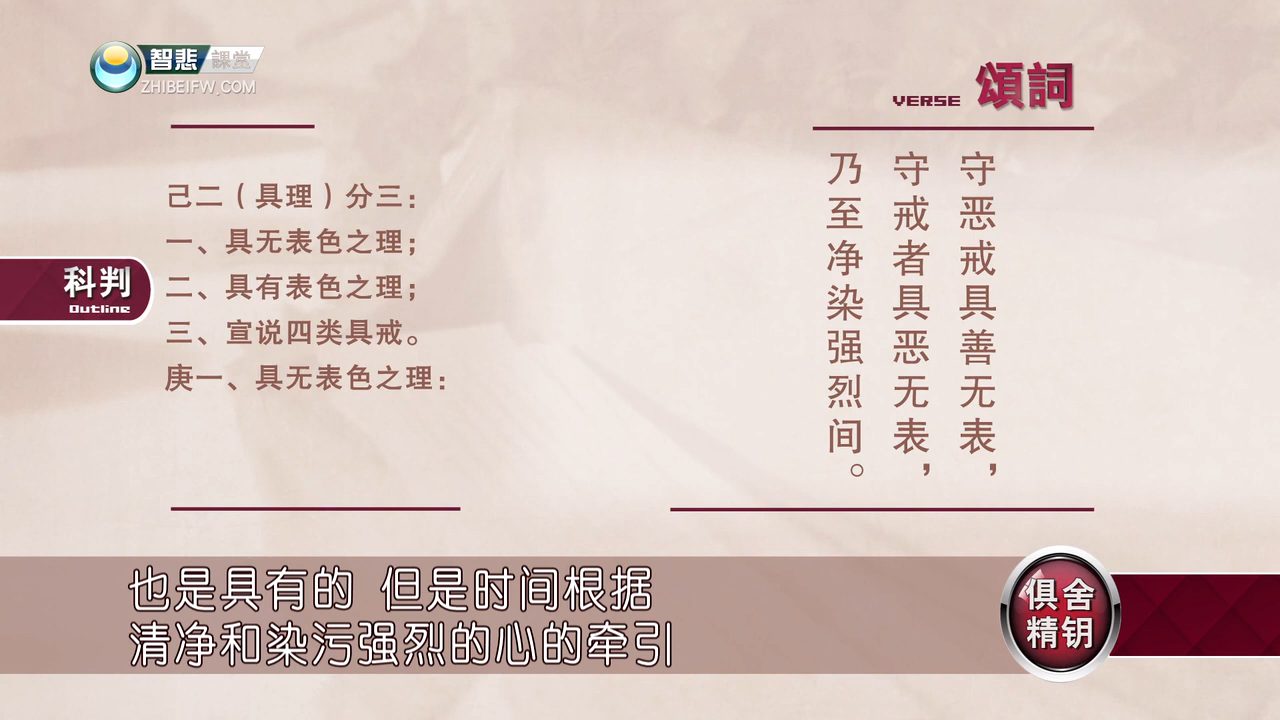 智悲課堂
ZHIBEIFW.COM
VERSE 頌詞
守恶戒具善无表，
守戒者具恶无表，
乃至净染强烈间。
科判
Outline
己二（具理）分三：
一、具无表色之理；
二、具有表色之理；
三、宣说四类具戒。
庚一、具无表色之理：
也是具有的 但是时间根据
清净和染污强烈的心的牵引
俱舍
精钥